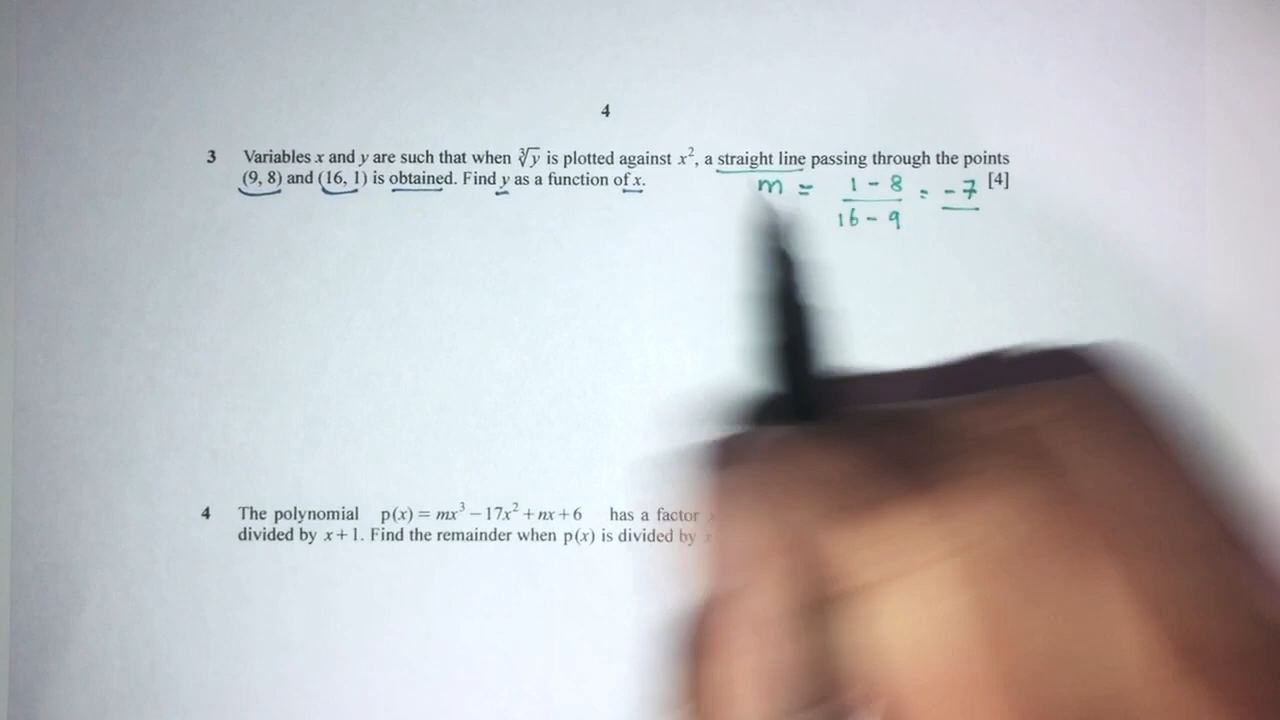 4
3 Variables x and y are such that when ∛y is plotted against x², a straight line passing through the points
(9, 8) and (16, 1) is obtained. Find y as a function of x. [4]
m = (1 - 8)/(16 - 9) = -7
4 The polynomial p(x) = mx³ − 17x² + nx + 6 has a factor
divided by x + 1. Find the remainder when p(x) is divided by